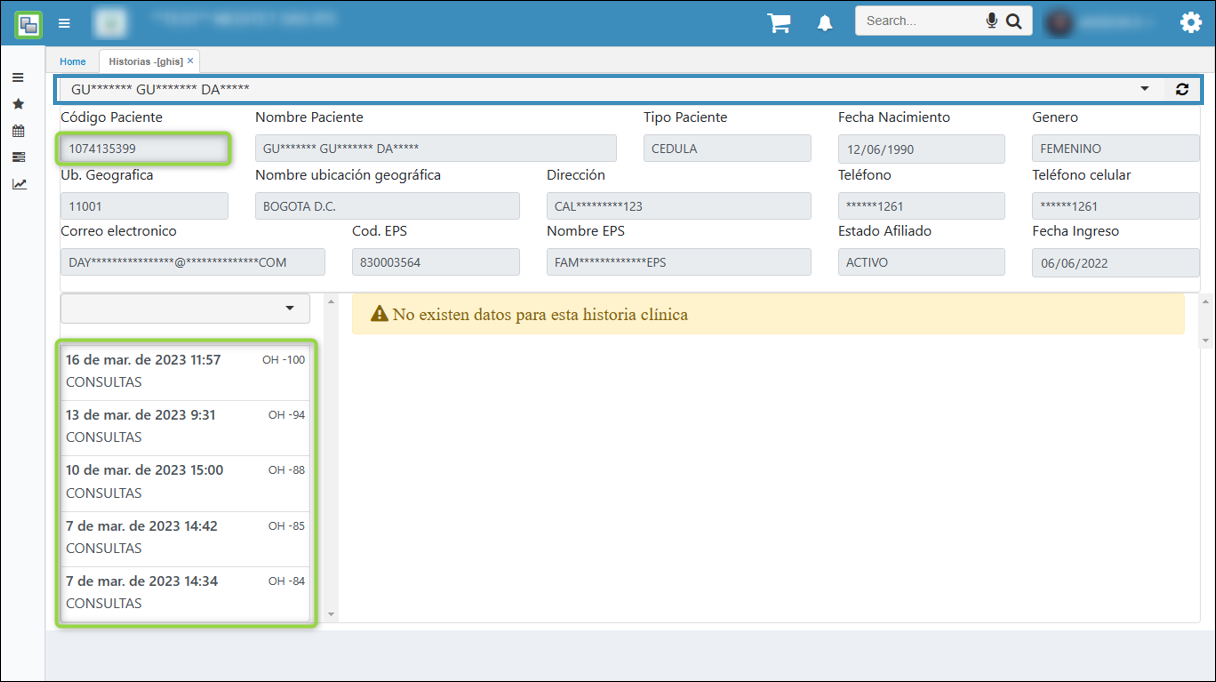 Search...
Home
Historias -[ghis] ×
GU******* GU******* DA*****
Código Paciente
Nombre Paciente
Tipo Paciente
Fecha Nacimiento
Genero
1074135399
GU******* GU******* DA*****
CEDULA
12/06/1990
FEMENINO
Ub. Geografica
Nombre ubicación geográfica
Dirección
Teléfono
Teléfono celular
11001
BOGOTA D.C.
CAL*********123
******1261
******1261
Correo electronico
Cod. EPS
Nombre EPS
Estado Afiliado
Fecha Ingreso
DAY****************@**************COM
830003564
FAM*************EPS
ACTIVO
06/06/2022
No existen datos para esta historia clínica
16 de mar. de 2023 11:57 OH -100
CONSULTAS
13 de mar. de 2023 9:31 OH -94
CONSULTAS
10 de mar. de 2023 15:00 OH -88
CONSULTAS
7 de mar. de 2023 14:42 OH -85
CONSULTAS
7 de mar. de 2023 14:34 OH -84
CONSULTAS